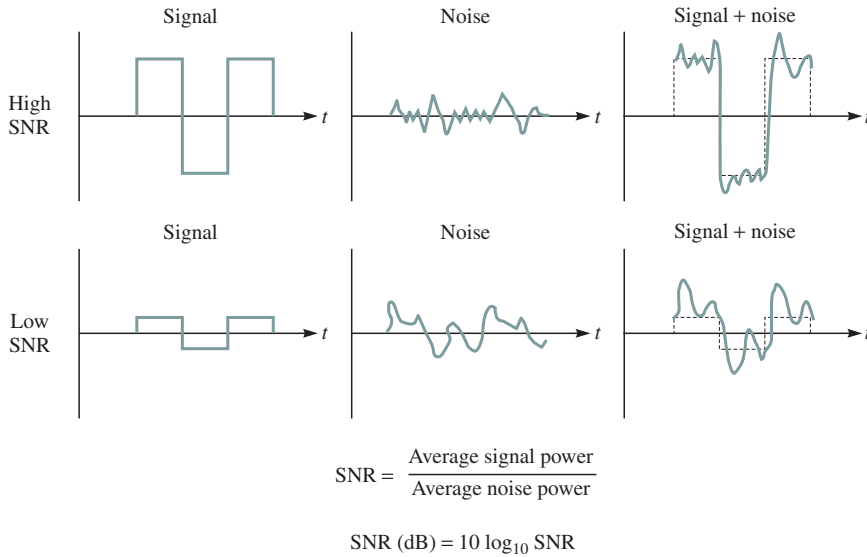 Signal Noise Signal + noise
High
SNR
t t t
Signal Noise Signal + noise
Low
SNR
t t t
SNR = Average signal power
Average noise power
SNR (dB) = 10 log₁₀ SNR